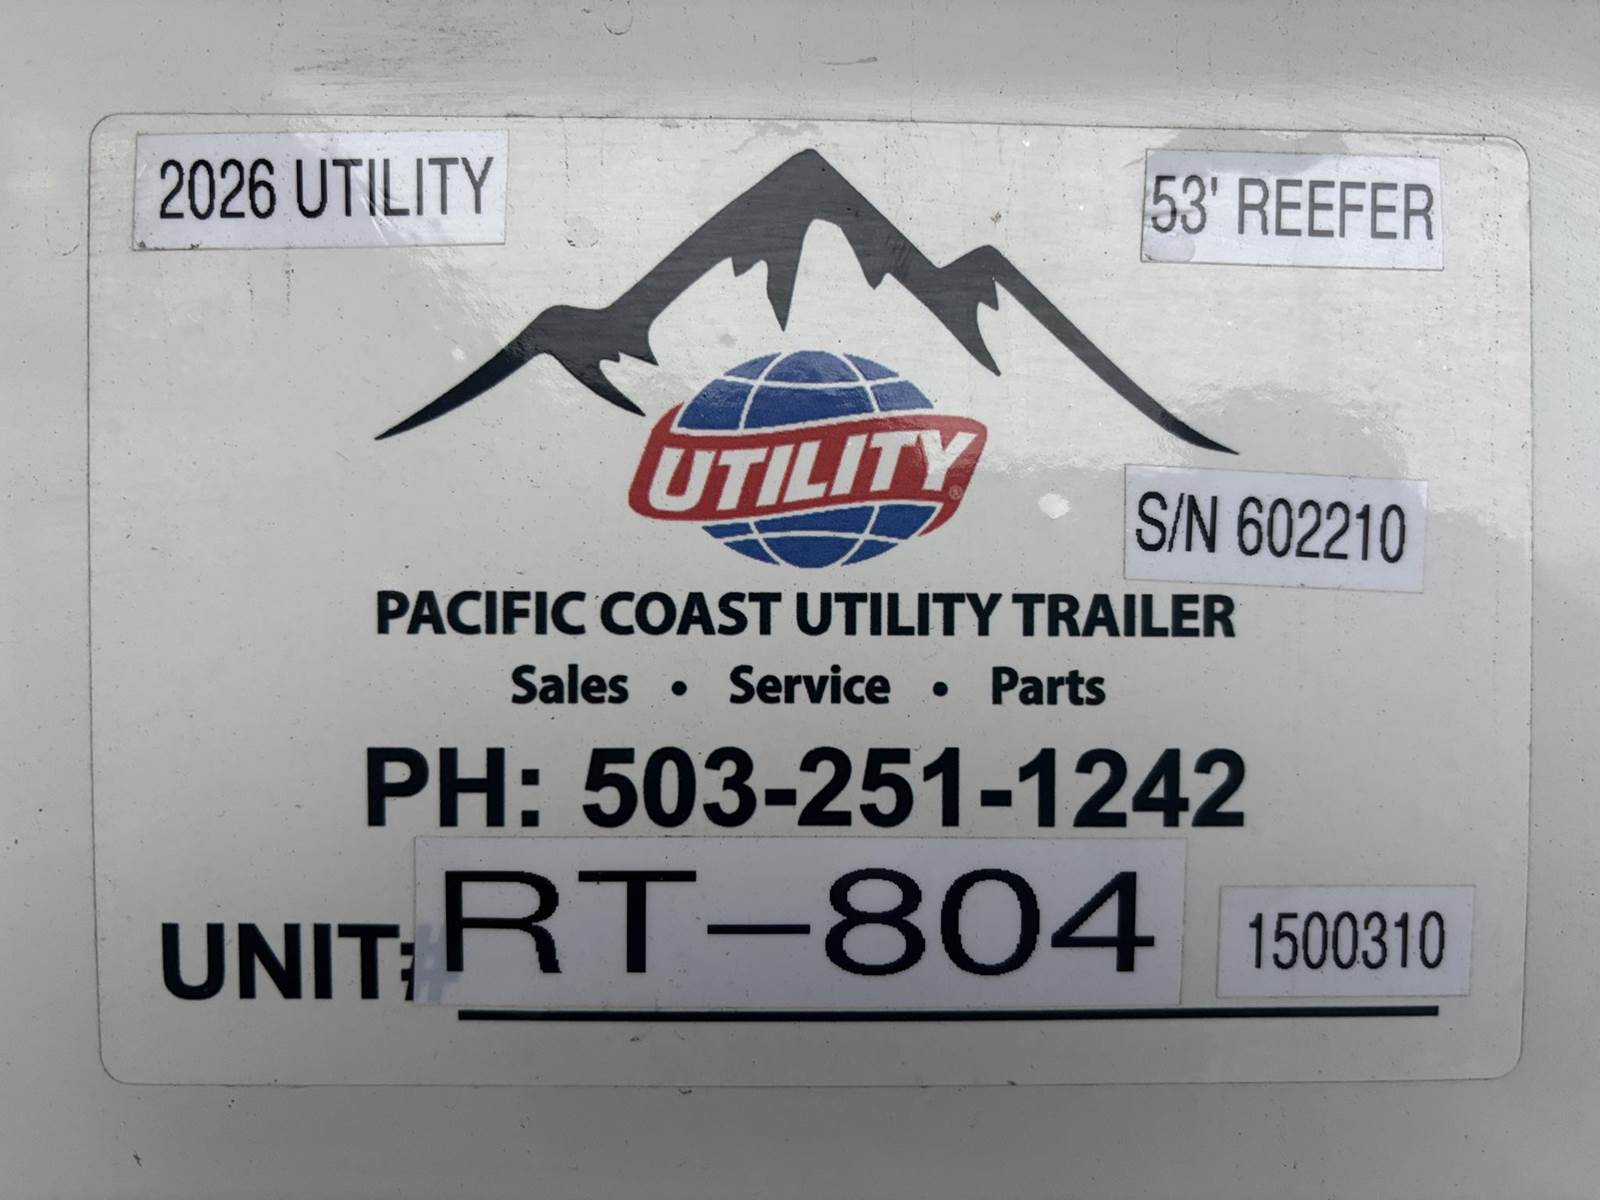 2026 UTILITY
53' REEFER
UTILITY®
S/N 602210
PACIFIC COAST UTILITY TRAILER
Sales • Service • Parts
PH: 503-251-1242
UNIT# RT-804 1500310